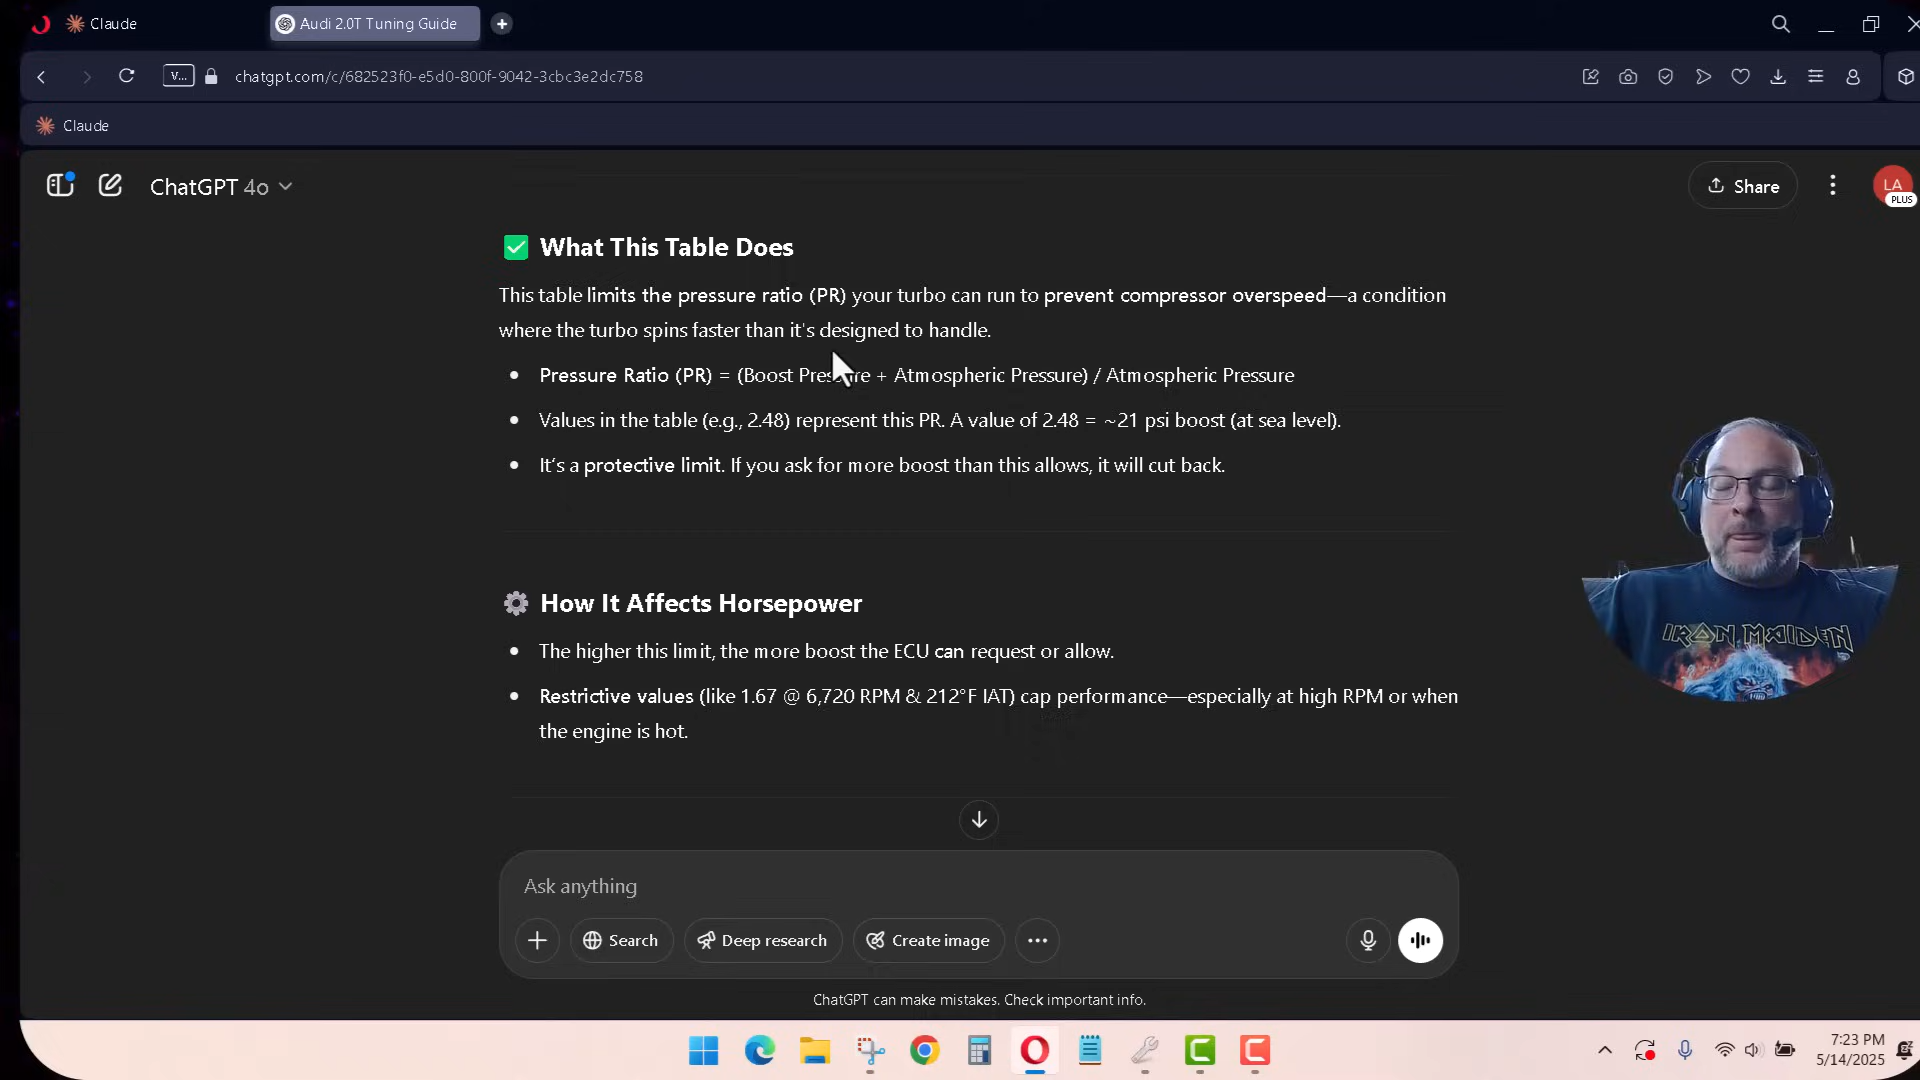 Claude
Audi 2.0T Tuning Guide
V...
chatgpt.com/c/682523f0-e5d0-800f-9042-3cbc3e2dc758
Claude
ChatGPT 4o
Share
LA
PLUS
✅ What This Table Does
This table limits the pressure ratio (PR) your turbo can run to prevent compressor overspeed—a condition
where the turbo spins faster than it's designed to handle.
• Pressure Ratio (PR) = (Boost Pressure + Atmospheric Pressure) / Atmospheric Pressure
• Values in the table (e.g., 2.48) represent this PR. A value of 2.48 = ~21 psi boost (at sea level).
• It's a protective limit. If you ask for more boost than this allows, it will cut back.
⚙️ How It Affects Horsepower
• The higher this limit, the more boost the ECU can request or allow.
• Restrictive values (like 1.67 @ 6,720 RPM & 212°F IAT) cap performance—especially at high RPM or when
the engine is hot.
IRON MAIDEN
Ask anything
Search
Deep research
Create image
ChatGPT can make mistakes. Check important info.
7:23 PM
5/14/2025